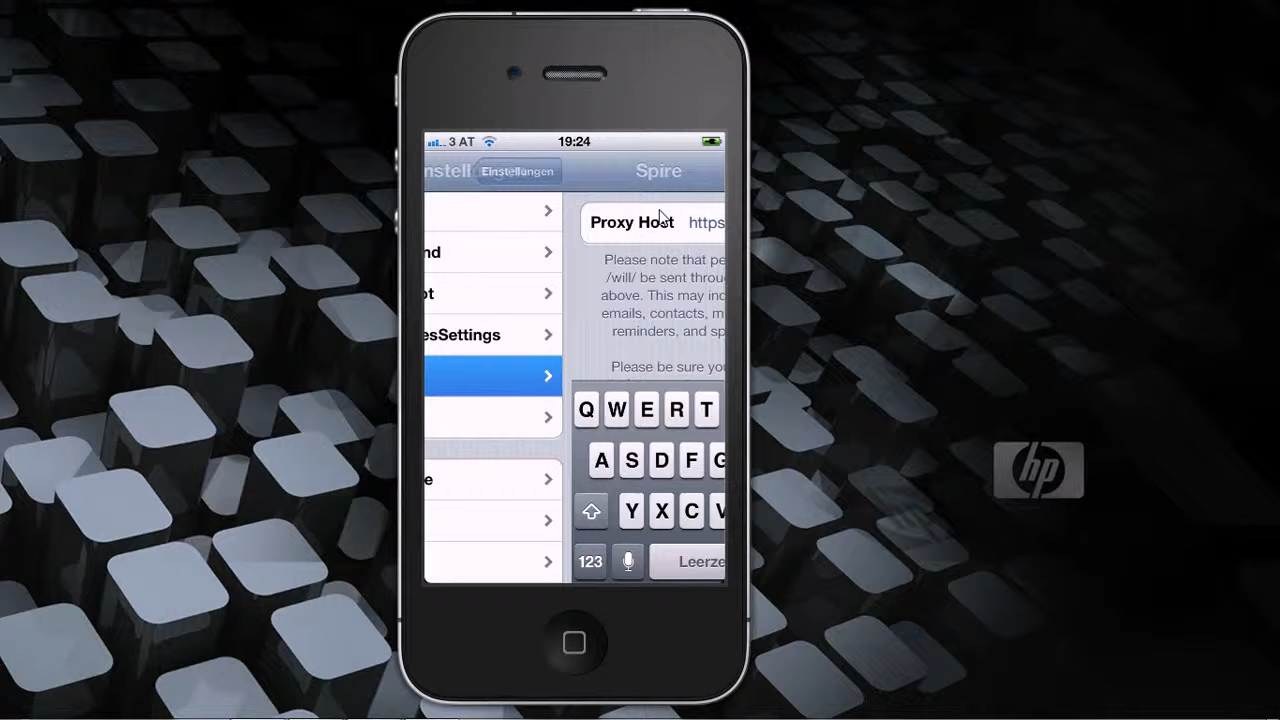 3 AT 19:24
nstell Einstellungen Spire
Proxy Host https
nd
Please note that pe
/will/ be sent throu
ot
above. This may inc
emails, contacts, m
esSettings
reminders, and sp
Please be sure you
Q W E R T
A S D F G
e
Y X C V
123 Leerze
hp